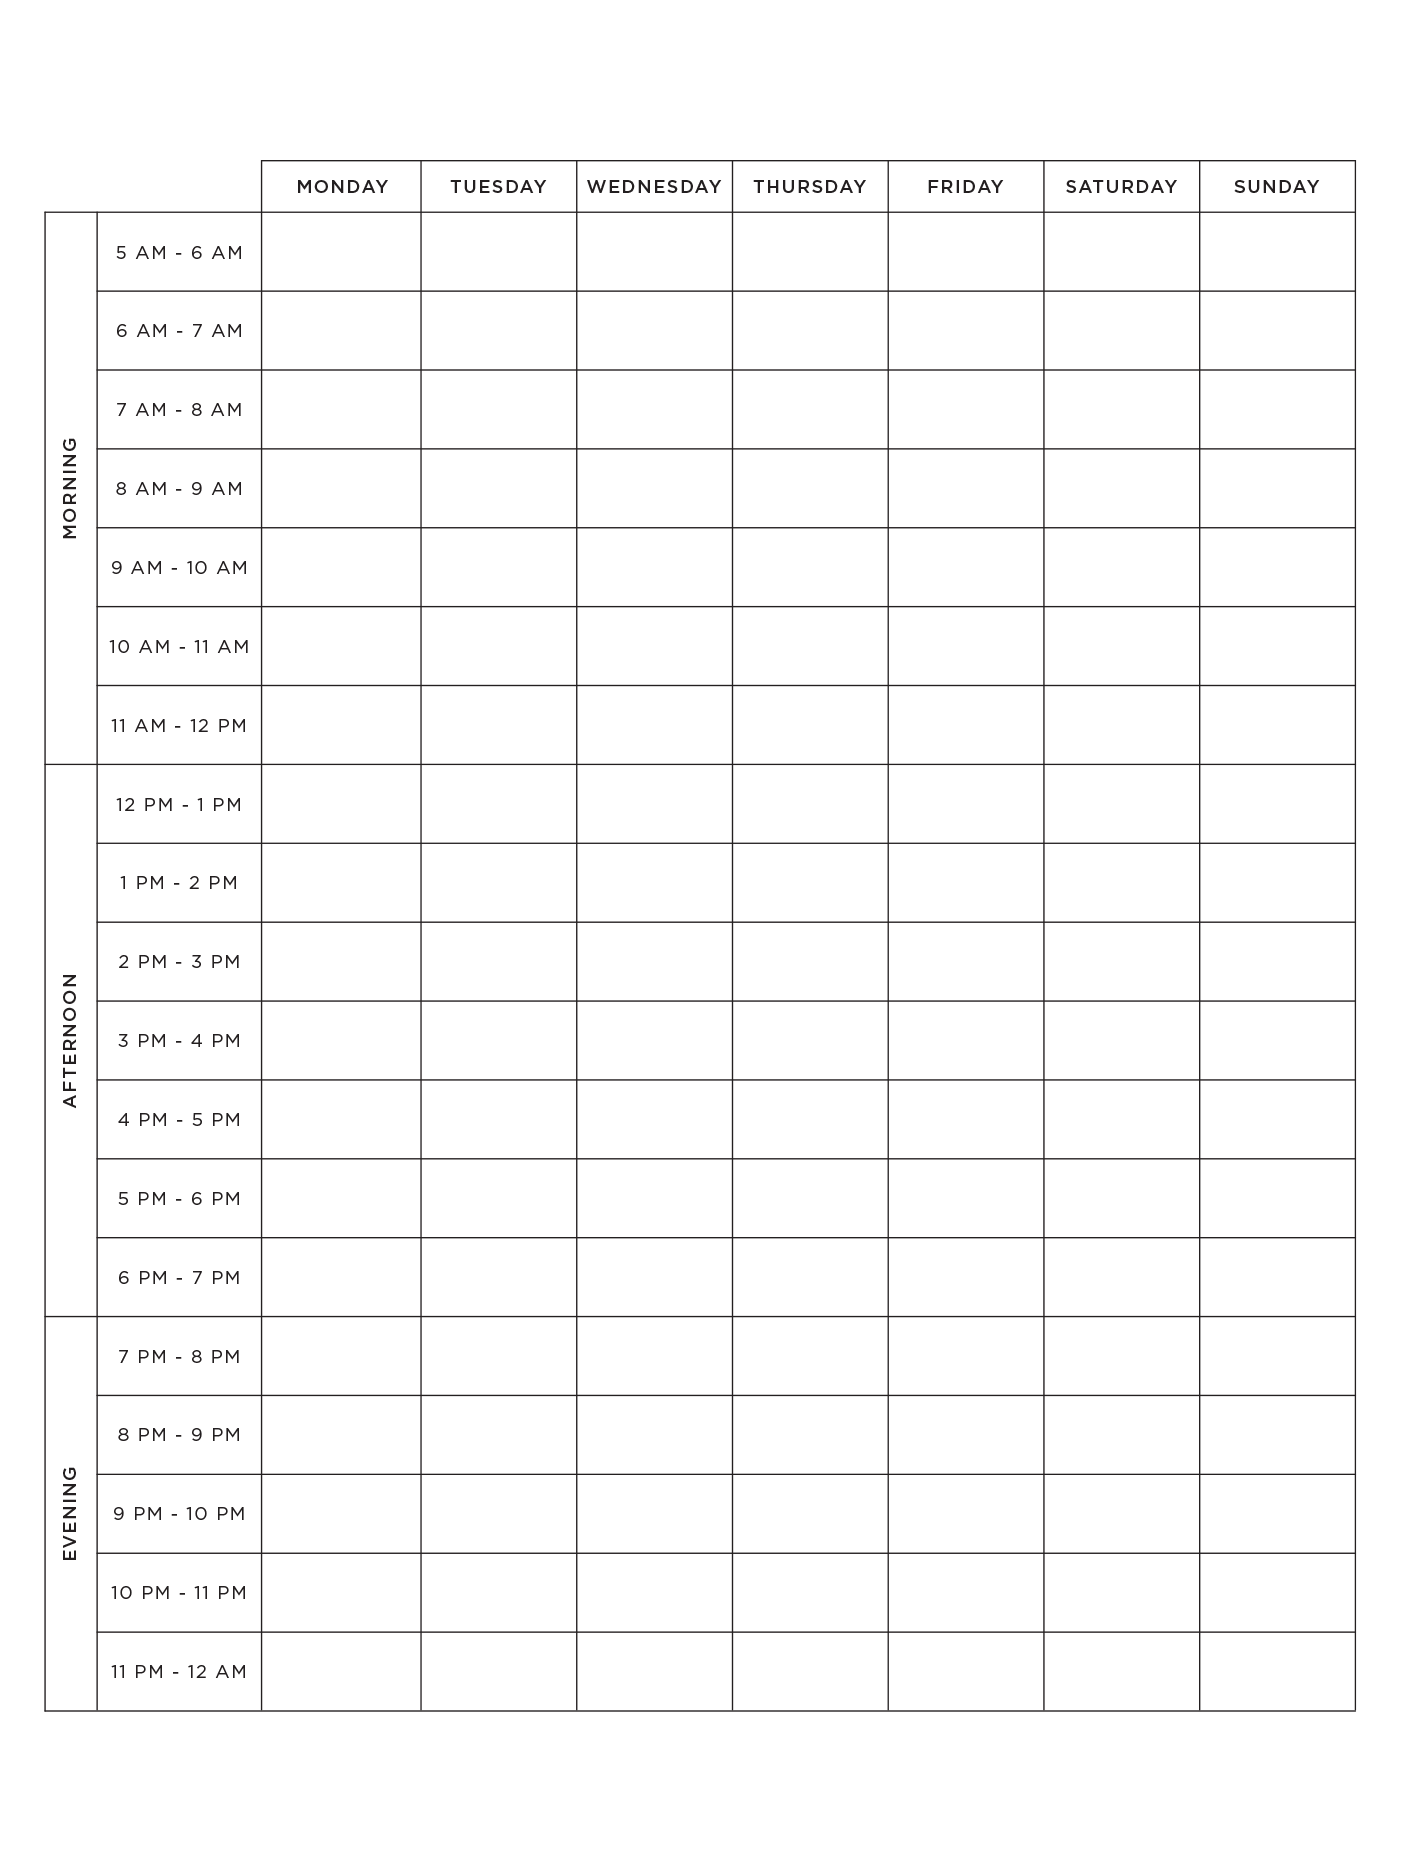 MONDAY TUESDAY WEDNESDAY THURSDAY FRIDAY SATURDAY SUNDAY
MORNING
5 AM - 6 AM
6 AM - 7 AM
7 AM - 8 AM
8 AM - 9 AM
9 AM - 10 AM
10 AM - 11 AM
11 AM - 12 PM
AFTERNOON
12 PM - 1 PM
1 PM - 2 PM
2 PM - 3 PM
3 PM - 4 PM
4 PM - 5 PM
5 PM - 6 PM
6 PM - 7 PM
EVENING
7 PM - 8 PM
8 PM - 9 PM
9 PM - 10 PM
10 PM - 11 PM
11 PM - 12 AM